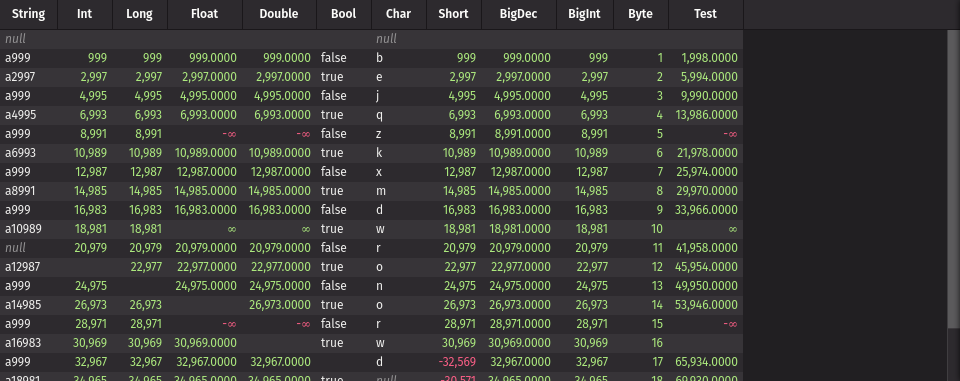 String Int Long Float Double Bool Char Short BigDec BigInt Byte Test
null null
a999 999 999 999.0000 999.0000 false b 999 999.0000 999 1 1,998.0000
a2997 2,997 2,997 2,997.0000 2,997.0000 true e 2,997 2,997.0000 2,997 2 5,994.0000
a999 4,995 4,995 4,995.0000 4,995.0000 false j 4,995 4,995.0000 4,995 3 9,990.0000
a4995 6,993 6,993 6,993.0000 6,993.0000 true q 6,993 6,993.0000 6,993 4 13,986.0000
a999 8,991 8,991 -∞ -∞ false z 8,991 8,991.0000 8,991 5 -∞
a6993 10,989 10,989 10,989.0000 10,989.0000 true k 10,989 10,989.0000 10,989 6 21,978.0000
a999 12,987 12,987 12,987.0000 12,987.0000 false x 12,987 12,987.0000 12,987 7 25,974.0000
a8991 14,985 14,985 14,985.0000 14,985.0000 true m 14,985 14,985.0000 14,985 8 29,970.0000
a999 16,983 16,983 16,983.0000 16,983.0000 false d 16,983 16,983.0000 16,983 9 33,966.0000
a10989 18,981 18,981 ∞ ∞ true w 18,981 18,981.0000 18,981 10 ∞
null 20,979 20,979 20,979.0000 20,979.0000 false r 20,979 20,979.0000 20,979 11 41,958.0000
a12987 22,977 22,977.0000 22,977.0000 true o 22,977 22,977.0000 22,977 12 45,954.0000
a999 24,975 24,975.0000 24,975.0000 false n 24,975 24,975.0000 24,975 13 49,950.0000
a14985 26,973 26,973 26,973.0000 true o 26,973 26,973.0000 26,973 14 53,946.0000
a999 28,971 28,971 -∞ -∞ false r 28,971 28,971.0000 28,971 15 -∞
a16983 30,969 30,969 30,969.0000 true w 30,969 30,969.0000 30,969 16
a999 32,967 32,967 32,967.0000 32,967.0000 d -32,569 32,967.0000 32,967 17 65,934.0000
a18981 34,965 34,965 34,965.0000 34,965.0000 true null -30,571 34,965.0000 34,965 18 69,930.0000